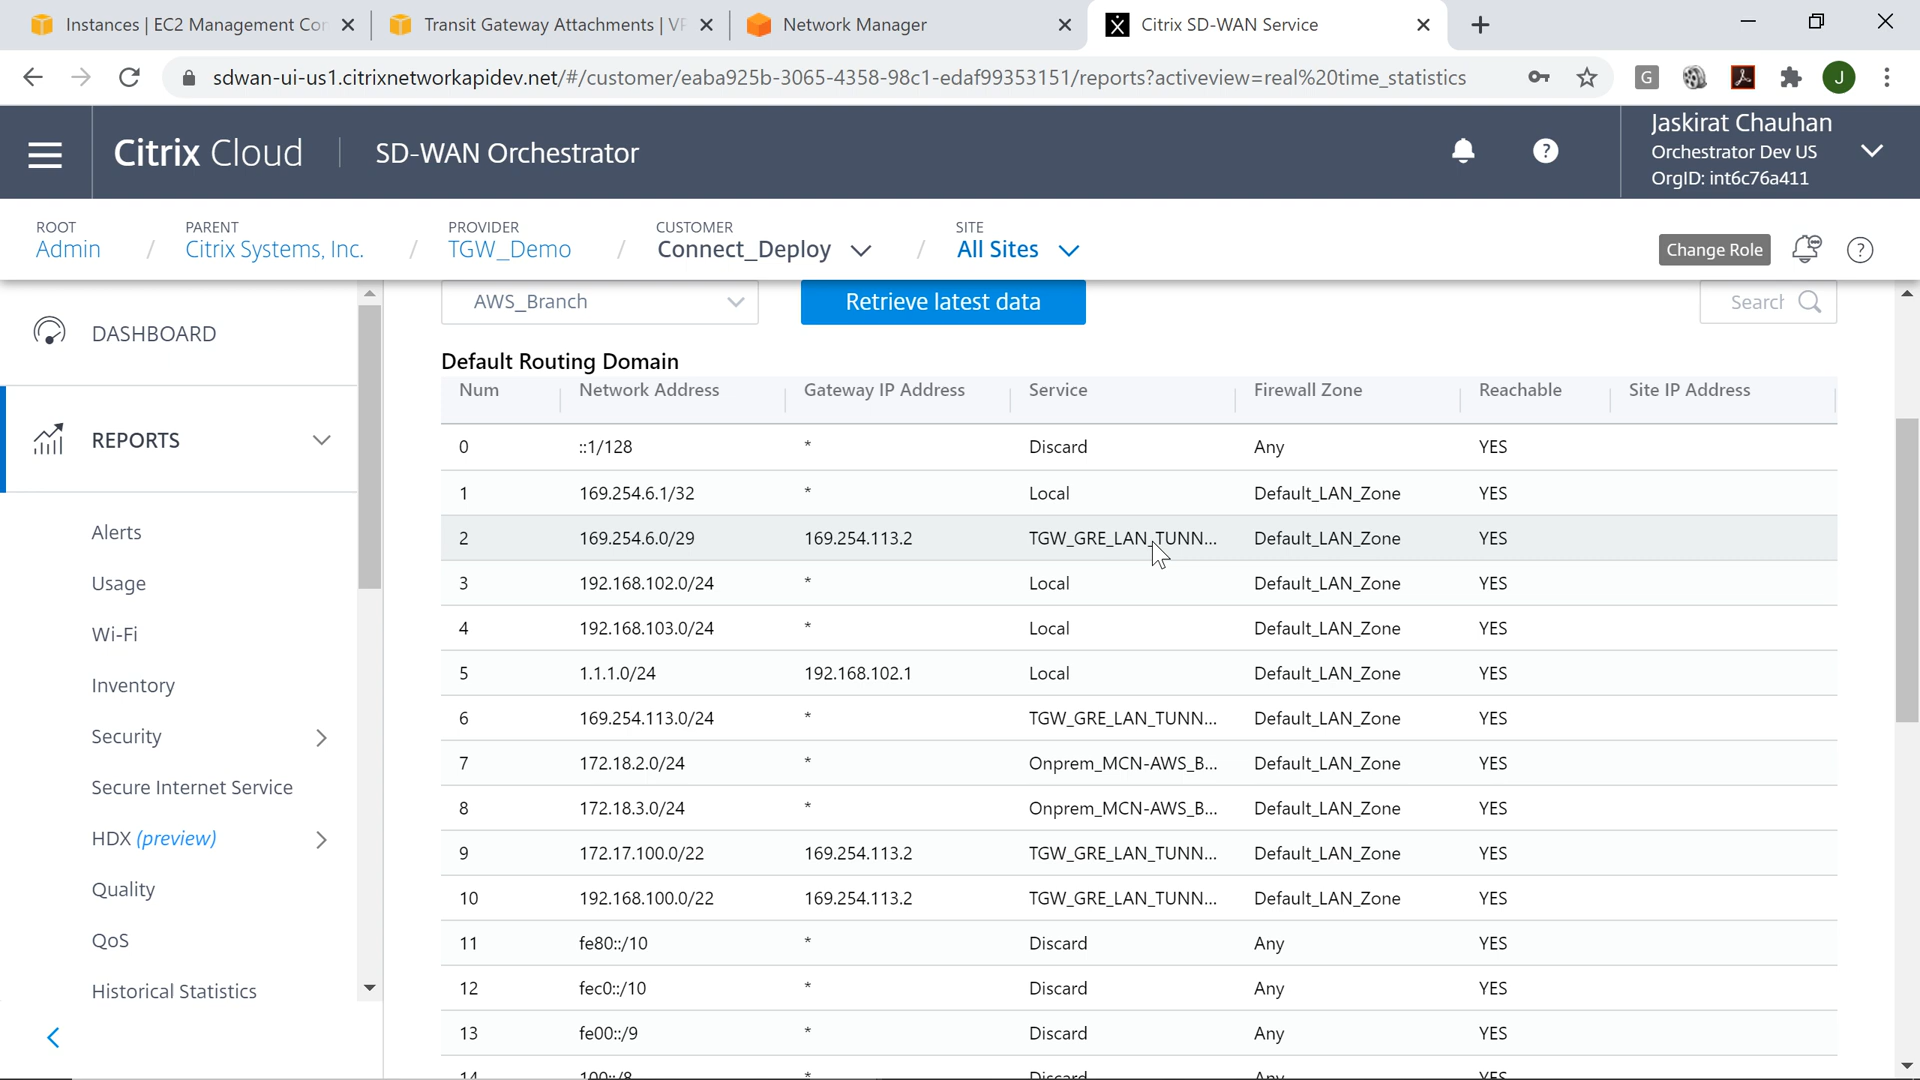 Instances | EC2 Management Con
Transit Gateway Attachments | VP
Network Manager
Citrix SD-WAN Service
sdwan-ui-us1.citrixnetworkapidev.net/#/customer/eaba925b-3065-4358-98c1-edaf99353151/reports?activeview=real%20time_statistics
G
J
Citrix Cloud
SD-WAN Orchestrator
Jaskirat Chauhan
Orchestrator Dev US
OrgID: int6c76a411
ROOT
Admin
/
PARENT
Citrix Systems, Inc.
/
PROVIDER
TGW_Demo
/
CUSTOMER
Connect_Deploy
/
SITE
All Sites
Change Role
DASHBOARD
REPORTS
Alerts
Usage
Wi-Fi
Inventory
Security
Secure Internet Service
HDX (preview)
Quality
QoS
Historical Statistics
AWS_Branch
Retrieve latest data
Search
Default Routing Domain
Num Network Address Gateway IP Address Service Firewall Zone Reachable Site IP Address
0 ::1/128 * Discard Any YES
1 169.254.6.1/32 * Local Default_LAN_Zone YES
2 169.254.6.0/29 169.254.113.2 TGW_GRE_LAN_TUNN... Default_LAN_Zone YES
3 192.168.102.0/24 * Local Default_LAN_Zone YES
4 192.168.103.0/24 * Local Default_LAN_Zone YES
5 1.1.1.0/24 192.168.102.1 Local Default_LAN_Zone YES
6 169.254.113.0/24 * TGW_GRE_LAN_TUNN... Default_LAN_Zone YES
7 172.18.2.0/24 * Onprem_MCN-AWS_B... Default_LAN_Zone YES
8 172.18.3.0/24 * Onprem_MCN-AWS_B... Default_LAN_Zone YES
9 172.17.100.0/22 169.254.113.2 TGW_GRE_LAN_TUNN... Default_LAN_Zone YES
10 192.168.100.0/22 169.254.113.2 TGW_GRE_LAN_TUNN... Default_LAN_Zone YES
11 fe80::/10 * Discard Any YES
12 fec0::/10 * Discard Any YES
13 fe00::/9 * Discard Any YES
14 100::/8 * Discard Any YES